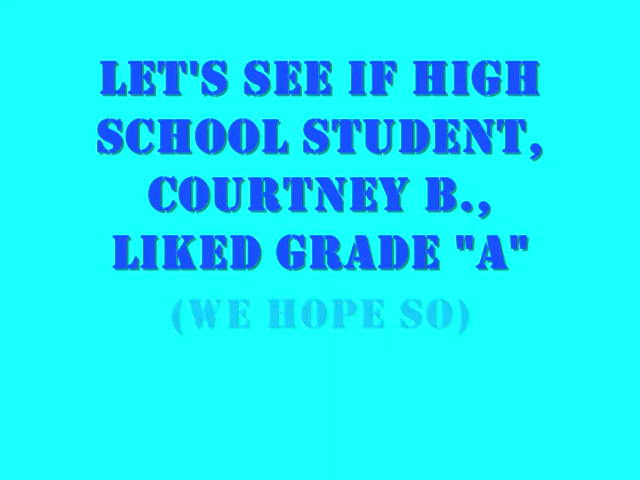 LET'S SEE IF HIGH
SCHOOL STUDENT,
COURTNEY B.,
LIKED GRADE "A"
(WE HOPE SO)